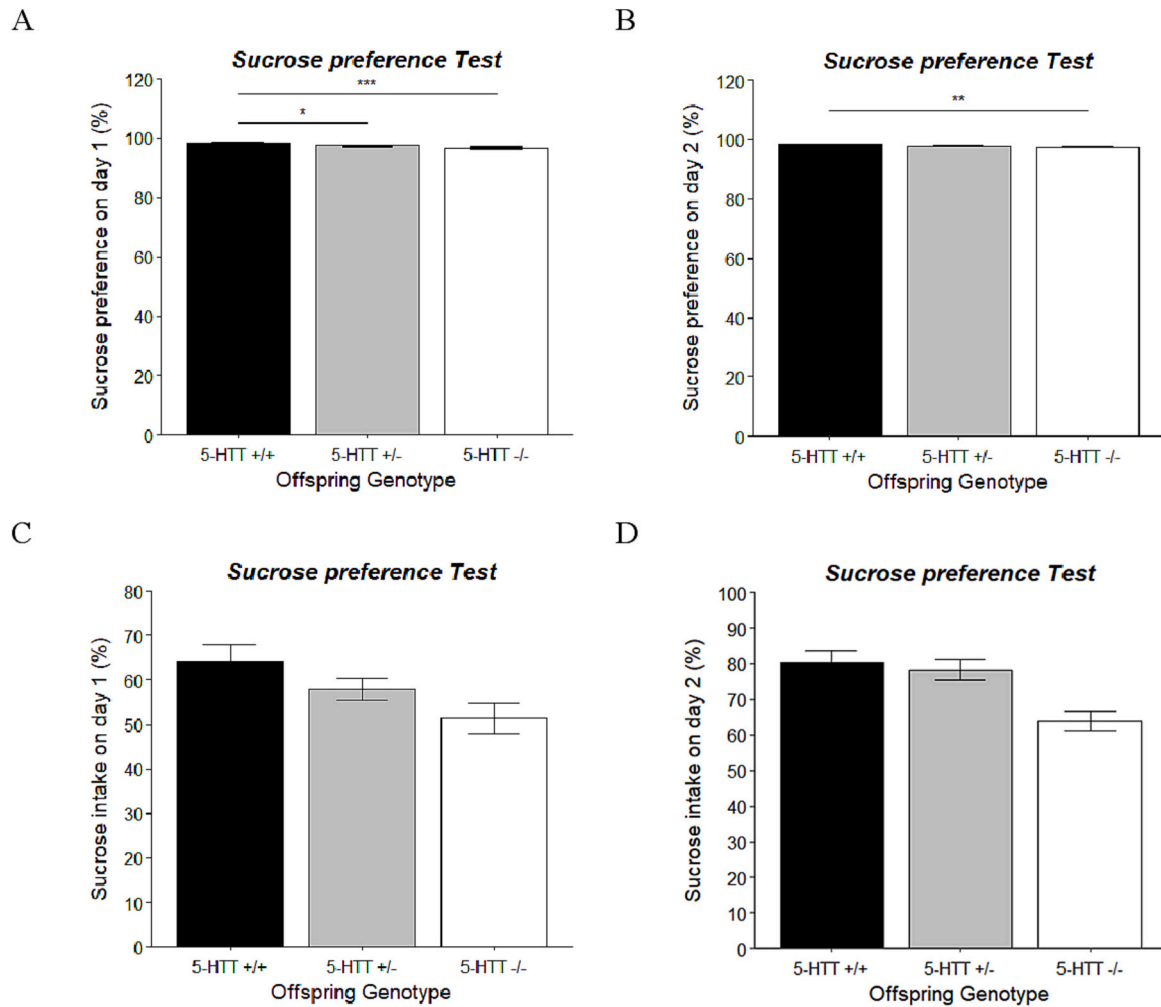 A
Sucrose preference Test
Sucrose preference on day 1 (%)
120
100
80
60
40
20
0
***
*
5-HTT +/+
5-HTT +/-
5-HTT -/-
Offspring Genotype
B
Sucrose preference Test
Sucrose preference on day 2 (%)
120
100
80
60
40
20
0
**
5-HTT +/+
5-HTT +/-
5-HTT -/-
Offspring Genotype
C
Sucrose preference Test
Sucrose intake on day 1 (%)
80
70
60
50
40
30
20
10
0
5-HTT +/+
5-HTT +/-
5-HTT -/-
Offspring Genotype
D
Sucrose preference Test
Sucrose intake on day 2 (%)
100
90
80
70
60
50
40
30
20
10
0
5-HTT +/+
5-HTT +/-
5-HTT -/-
Offspring Genotype